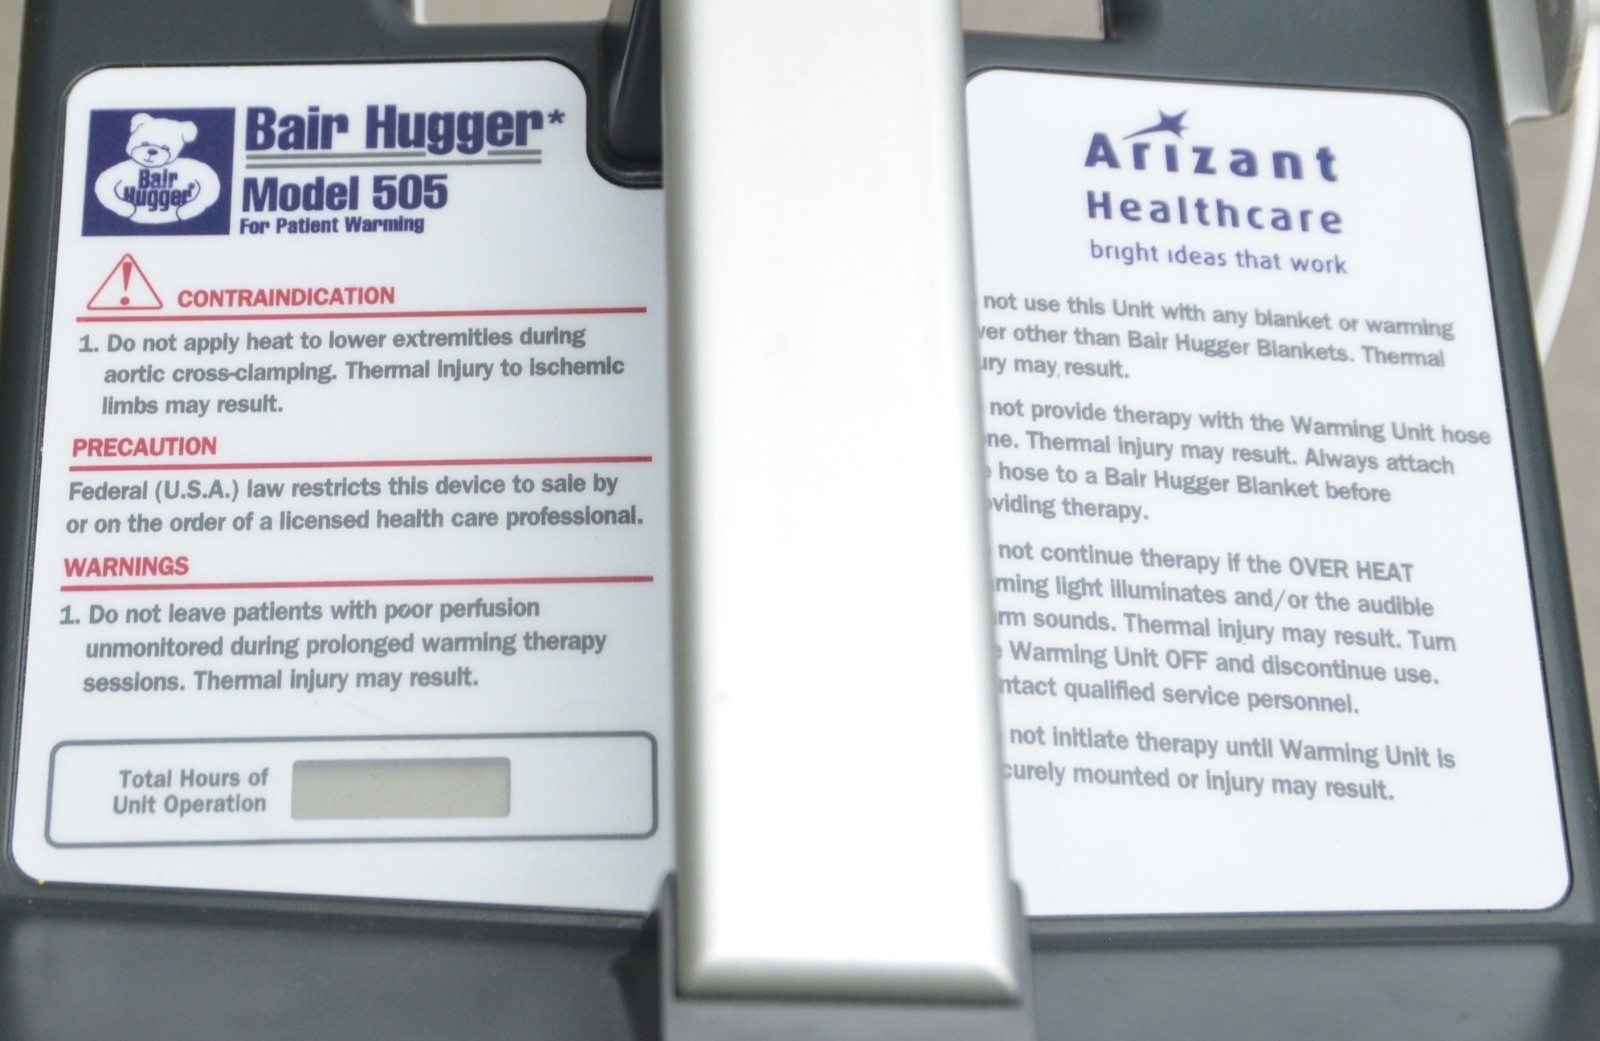 Bair Hugger*
Bair
Hugger
Model 505
For Patient Warming
CONTRAINDICATION
1. Do not apply heat to lower extremities during
aortic cross-clamping. Thermal injury to ischemic
limbs may result.
PRECAUTION
Federal (U.S.A.) law restricts this device to sale by
or on the order of a licensed health care professional.
WARNINGS
1. Do not leave patients with poor perfusion
unmonitored during prolonged warming therapy
sessions. Thermal injury may result.
Total Hours of
Unit Operation
Arizant
Healthcare
bright ideas that work
not use this Unit with any blanket or warming
other than Bair Hugger Blankets. Thermal
may result.
not provide therapy with the Warming Unit hose
Thermal injury may result. Always attach
hose to a Bair Hugger Blanket before
therapy.
not continue therapy if the OVER HEAT
light illuminates and/or the audible
sounds. Thermal injury may result. Turn
Warming Unit OFF and discontinue use.
qualified service personnel.
not initiate therapy until Warming Unit is
mounted or injury may result.